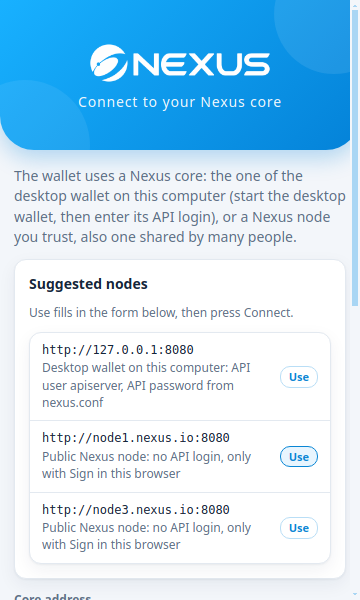 NEXUS
Connect to your Nexus core
The wallet uses a Nexus core: the one of the
desktop wallet on this computer (start the desktop
wallet, then enter its API login), or a Nexus node
you trust, also one shared by many people.
Suggested nodes
Use fills in the form below, then press Connect.
http://127.0.0.1:8080
Desktop wallet on this computer: API
user apiserver, API password from
nexus.conf
Use
http://node1.nexus.io:8080
Public Nexus node: no API login, only
with Sign in this browser
Use
http://node3.nexus.io:8080
Public Nexus node: no API login, only
with Sign in this browser
Use
Core address